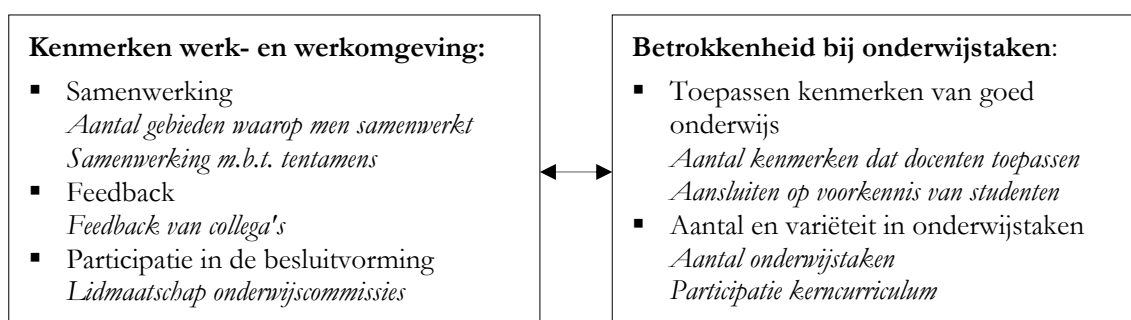 Kenmerken werk- en werkomgeving:
▪ Samenwerking
Aantal gebieden waarop men samenwerkt
Samenwerking m.b.t. tentamens
▪ Feedback
Feedback van collega's
▪ Participatie in de besluitvorming
Lidmaatschap onderwijscommissies
Betrokkenheid bij onderwijstaken:
▪ Toepassen kenmerken van goed
onderwijs
Aantal kenmerken dat docenten toepassen
Aansluiten op voorkennis van studenten
▪ Aantal en variëteit in onderwijstaken
Aantal onderwijstaken
Participatie kerncurriculum